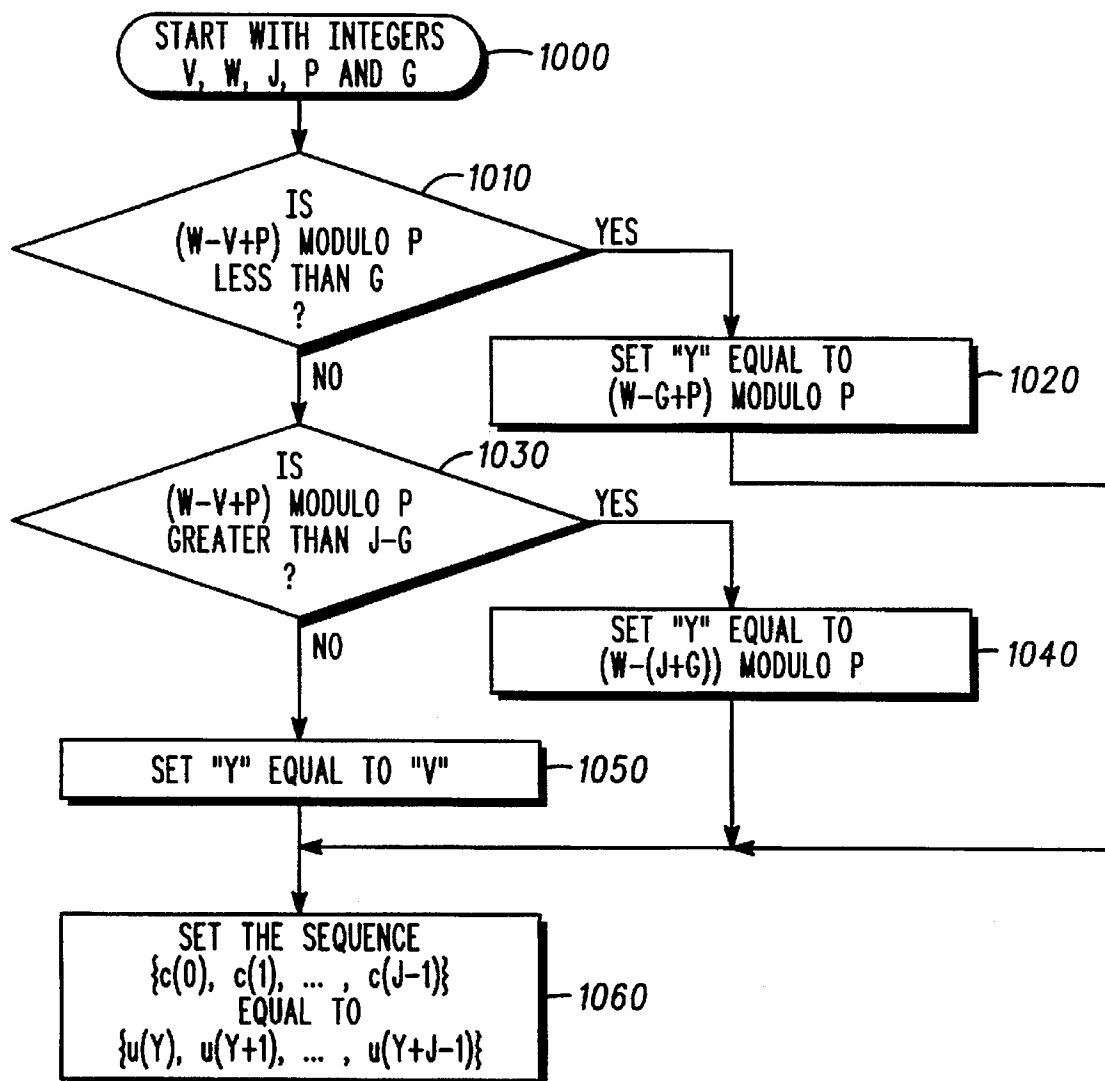 START WITH INTEGERS
V, W, J, P AND G
1000
IS
(W-V+P) MODULO P
LESS THAN G
?
1010
YES
NO
SET "Y" EQUAL TO
(W-G+P) MODULO P
1020
IS
(W-V+P) MODULO P
GREATER THAN J-G
?
1030
YES
NO
SET "Y" EQUAL TO
(W-(J+G)) MODULO P
1040
SET "Y" EQUAL TO "V"
1050
SET THE SEQUENCE
{c(0), c(1), ... , c(J-1)}
EQUAL TO
{u(Y), u(Y+1), ... , u(Y+J-1)}
1060